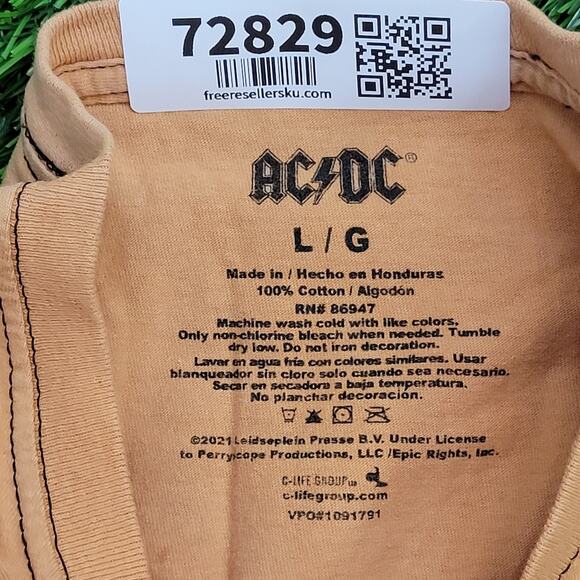 72829
freeresellersku.com
AC⚡DC®
L / G
Made in / Hecho en Honduras
100% Cotton / Algodón
RN# 86947
Machine wash cold with like colors.
Only non-chlorine bleach when needed. Tumble
dry low. Do not iron decoration.
Lavar en agua fría con colores similares. Usar
blanqueador sin cloro solo cuando sea necesario.
Secar en secadora a baja temperatura.
No planchar decoración.
©2021 Leidseplein Presse B.V. Under License
to Perryscope Productions, LLC /Epic Rights, Inc.
C-LIFE GROUP LTD
c-lifegroup.com
VPO#1091791